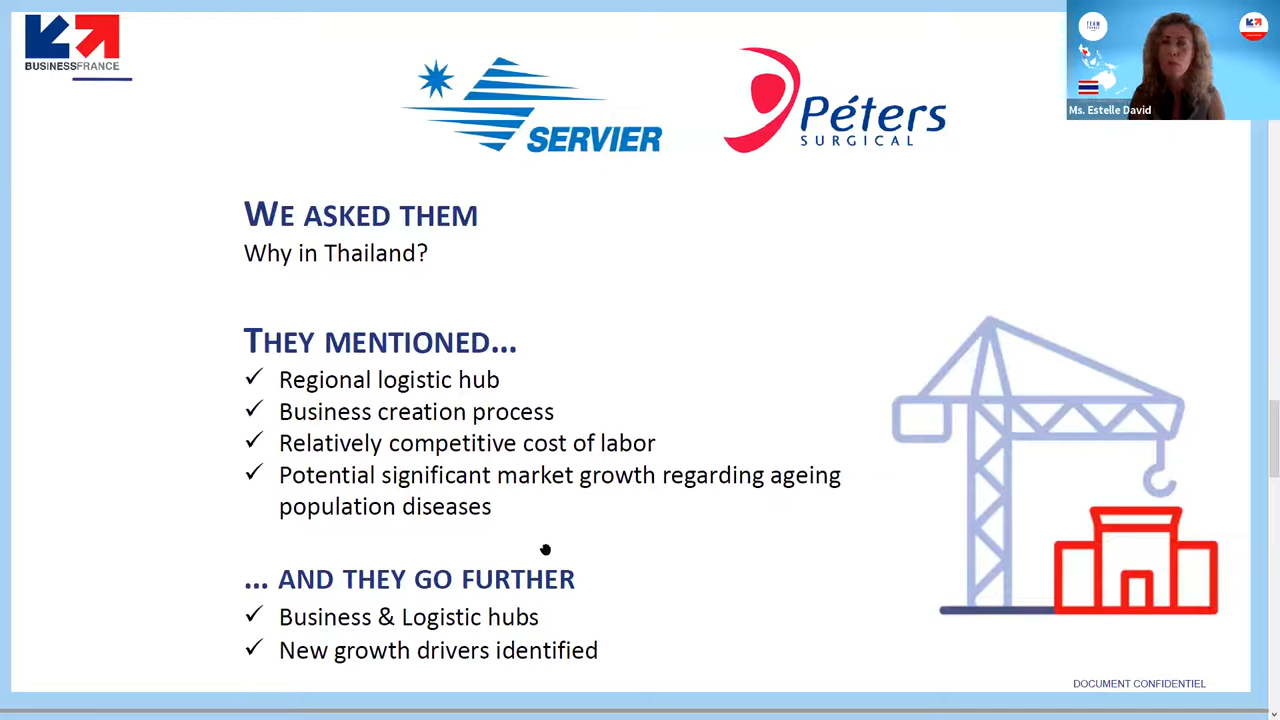 BUSINESSFRANCE
SERVIER
Péters
SURGICAL
TEAM
FRANCE
Ms. Estelle David
WE ASKED THEM
Why in Thailand?
THEY MENTIONED...
✓ Regional logistic hub
✓ Business creation process
✓ Relatively competitive cost of labor
✓ Potential significant market growth regarding ageing
population diseases
... AND THEY GO FURTHER
✓ Business & Logistic hubs
✓ New growth drivers identified
DOCUMENT CONFIDENTIEL